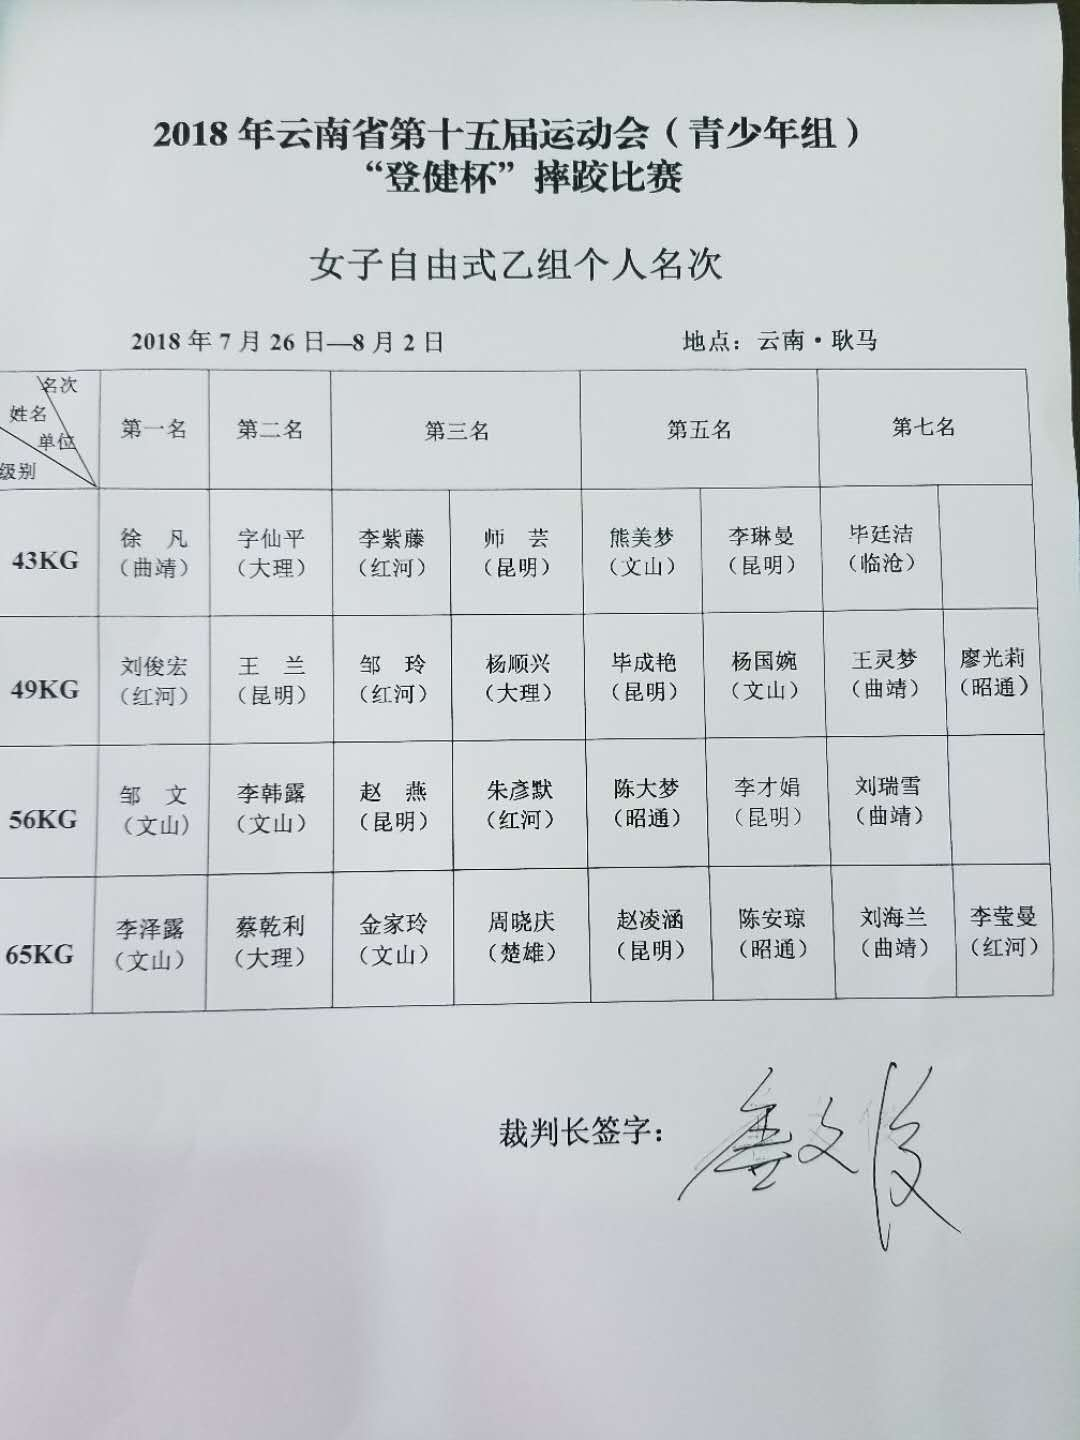 2018 年云南省第十五届运动会（青少年组）
“登健杯”摔跤比赛
女子自由式乙组个人名次
2018 年 7 月 26 日—8 月 2 日 地点：云南·耿马
名次
姓名
单位
级别
第一名 第二名 第三名 第五名 第七名
43KG
徐　凡 字仙平 李紫藤 师　芸 熊美梦 李琳曼 毕廷洁
（曲靖） （大理） （红河） （昆明） （文山） （昆明） （临沧）
49KG
刘俊宏 王　兰 邹　玲 杨顺兴 毕成艳 杨国婉 王灵梦 廖光莉
（红河） （昆明） （红河） （大理） （昆明） （文山） （曲靖） （昭通）
56KG
邹　文 李韩露 赵　燕 朱彦默 陈大梦 李才娟 刘瑞雪
（文山） （文山） （昆明） （红河） （昭通） （昆明） （曲靖）
65KG
李泽露 蔡乾利 金家玲 周晓庆 赵凌涵 陈安琼 刘海兰 李莹曼
（文山） （大理） （文山） （楚雄） （昆明） （昭通） （曲靖） （红河）
裁判长签字：